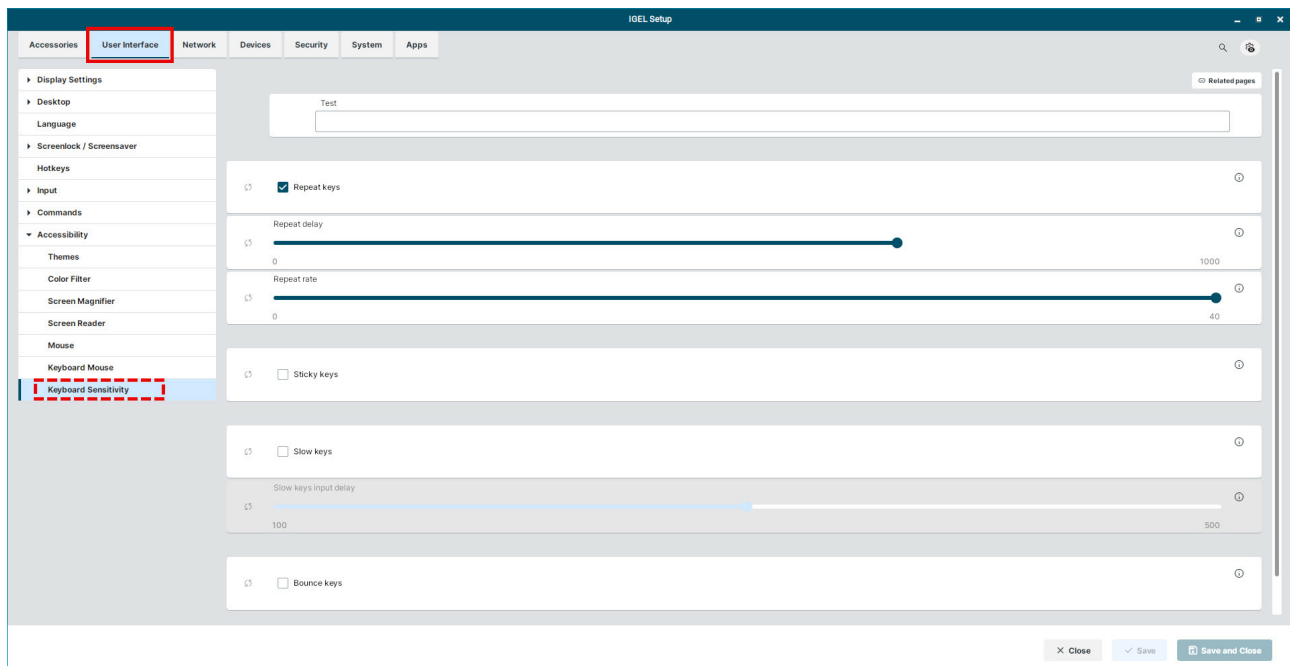 IGEL Setup
Accessories User Interface Network Devices Security System Apps
Display Settings
Desktop
Language
Screenlock / Screensaver
Hotkeys
Input
Commands
Accessibility
Themes
Color Filter
Screen Magnifier
Screen Reader
Mouse
Keyboard Mouse
Keyboard Sensitivity
Related pages
Test
Repeat keys
Repeat delay
0 1000
Repeat rate
0 40
Sticky keys
Slow keys
Slow keys input delay
100 500
Bounce keys
Close Save Save and Close